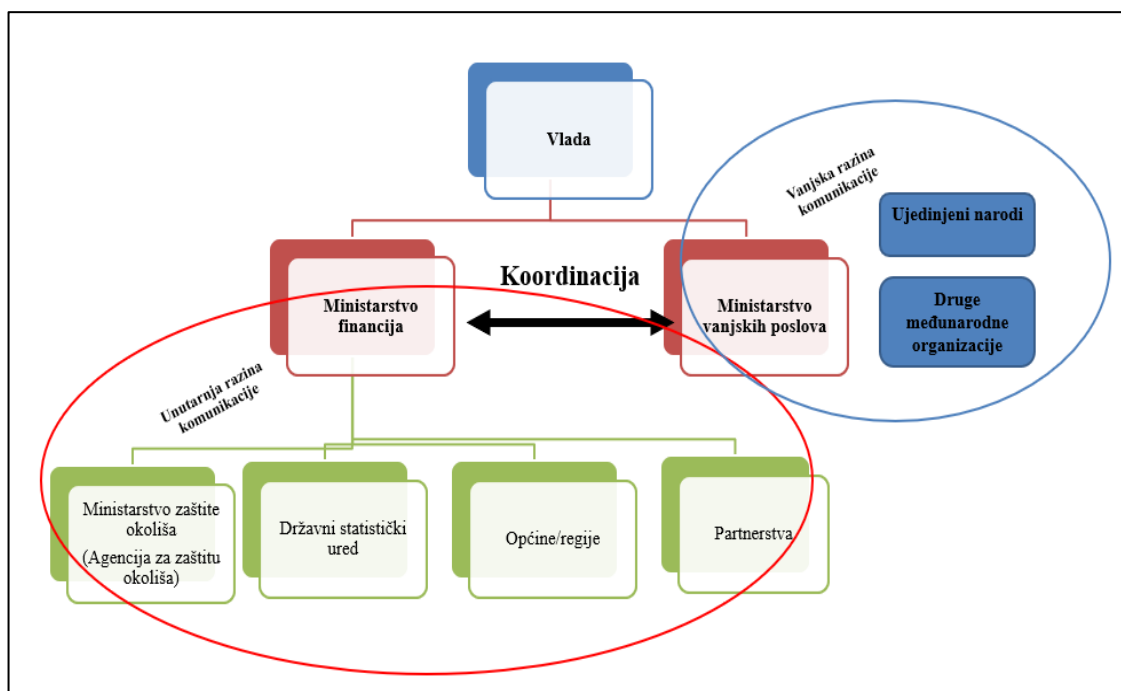 Vlada
Vanjska razina
komunikacije
Ujedinjeni narodi
Druge
međunarodne
organizacije
Ministarstvo
financija
Koordinacija
Ministarstvo
vanjskih poslova
Unutarnja razina
komunikacije
Ministarstvo zaštite
okoliša
(Agencija za zaštitu
okoliša)
Državni statistički
ured
Općine/regije
Partnerstva